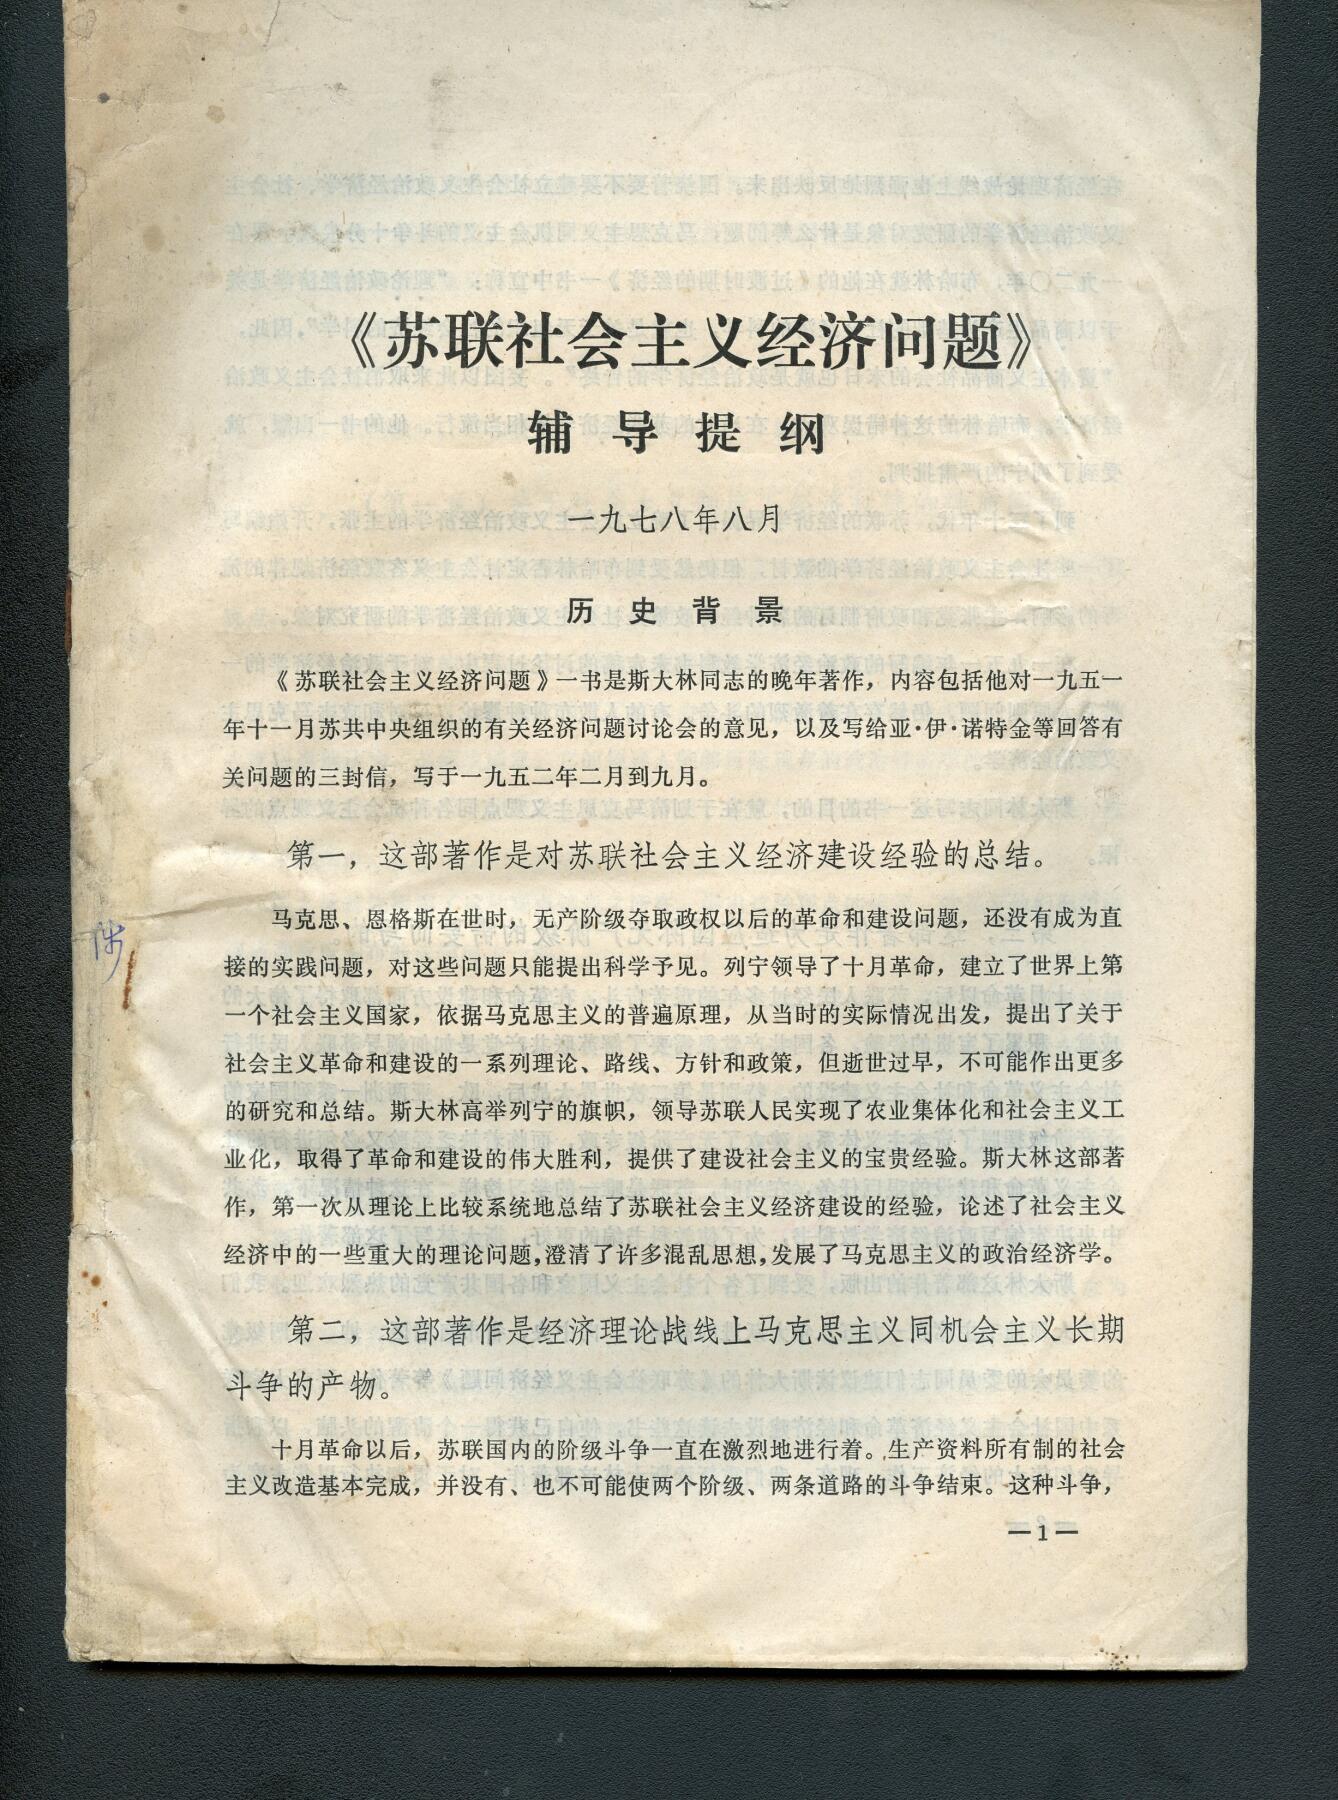 《苏联社会主义经济问题》
辅导提纲
一九七八年八月
历史背景
《苏联社会主义经济问题》一书是斯大林同志的晚年著作，内容包括他对一九五一
年十一月苏共中央组织的有关经济问题讨论会的意见，以及写给亚·伊·诺特金等回答有
关问题的三封信，写于一九五二年二月到九月。
第一，这部著作是对苏联社会主义经济建设经验的总结。
马克思、恩格斯在世时，无产阶级夺取政权以后的革命和建设问题，还没有成为直
接的实践问题，对这些问题只能提出科学予见。列宁领导了十月革命，建立了世界上第
一个社会主义国家，依据马克思主义的普遍原理，从当时的实际情况出发，提出了关于
社会主义革命和建设的一系列理论、路线、方针和政策，但逝世过早，不可能作出更多
的研究和总结。斯大林高举列宁的旗帜，领导苏联人民实现了农业集体化和社会主义工
业化，取得了革命和建设的伟大胜利，提供了建设社会主义的宝贵经验。斯大林这部著
作，第一次从理论上比较系统地总结了苏联社会主义经济建设的经验，论述了社会主义
经济中的一些重大的理论问题，澄清了许多混乱思想，发展了马克思主义的政治经济学。
第二，这部著作是经济理论战线上马克思主义同机会主义长期
斗争的产物。
十月革命以后，苏联国内的阶级斗争一直在激烈地进行着。生产资料所有制的社会
主义改造基本完成，并没有、也不可能使两个阶级、两条道路的斗争结束。这种斗争，
—1—